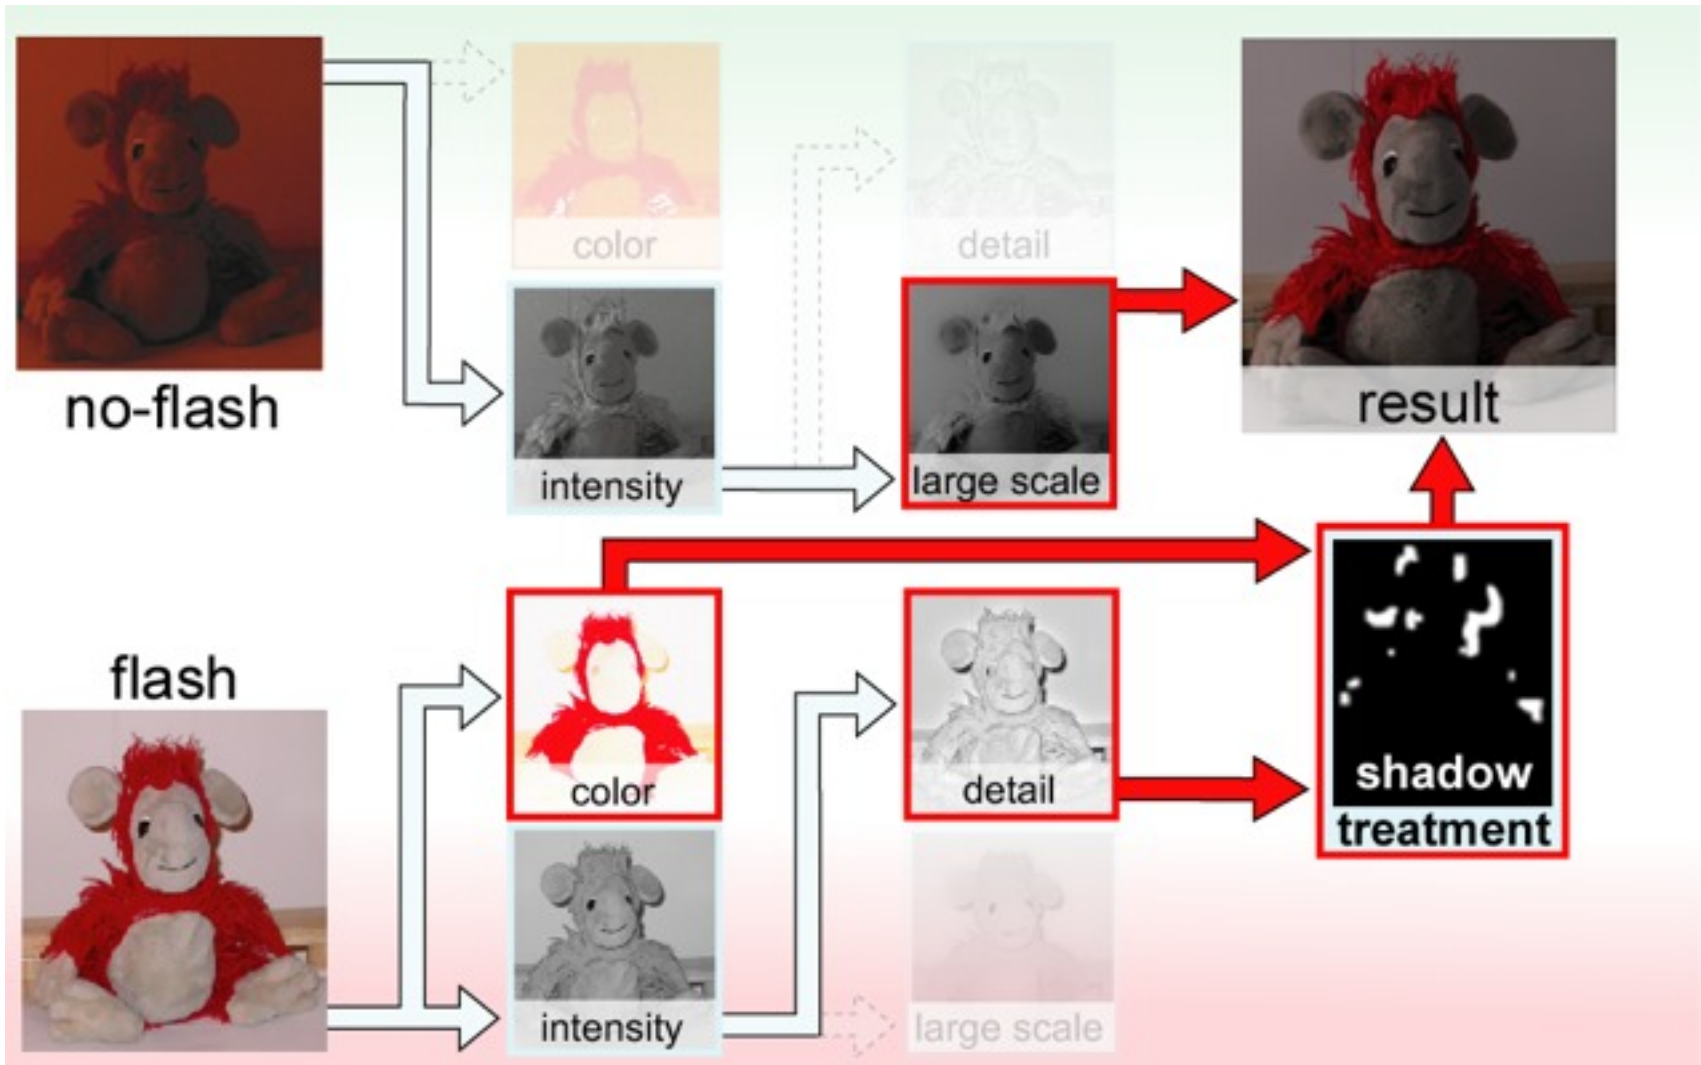 no-flash
color
intensity
detail
large scale
result
flash
color
intensity
detail
large scale
shadow
treatment